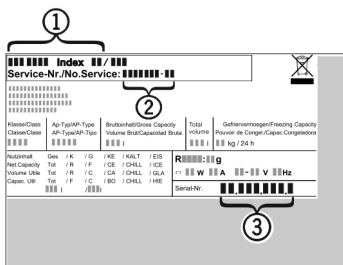 1
Index /
Service-Nr./No.Service: -
2
Klasse/Class Ap-Typ/AP-Type Bruttoinhalt/Gross Capacity Total Gefriervermoegen/Freezing Capacity
Classe/Clase AP-Type/AP-Tipo Volume Brut/Capacidad Bruta volume Pouvoir de Congel./Capac.Congeladora
l l kg / 24 h
Nutzinhalt Ges / K / G / KE / KALT / EIS
Net.Capacity Tot / R / F / CE / CHILL / ICE
Volume Utile Tot / F / C / CA / CHILL / GLA
Capac. Util Tot / R / C / BO / CHILL / HIE
l / l
R : g
W A - V Hz
Serial-Nr. . . .
3